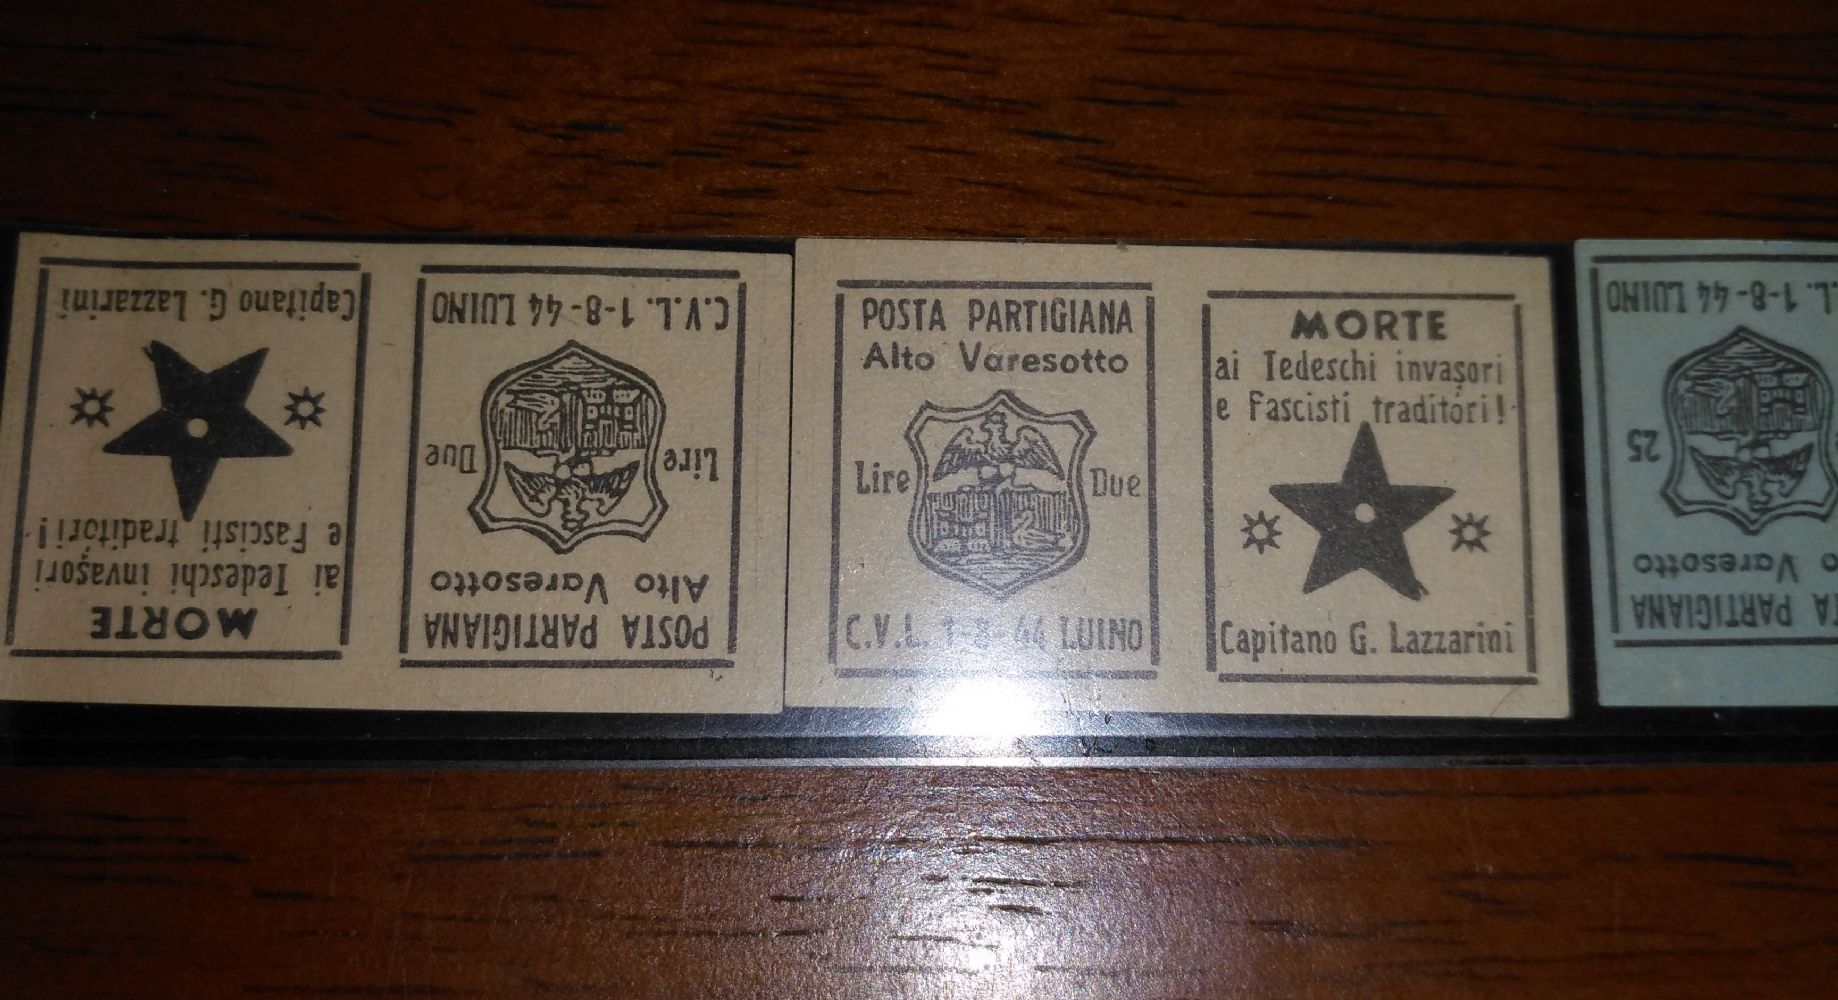 Capitano G. Lazzarini
MORTE
ai Tedeschi invasori
e Fascisti traditori!
POSTA PARTIGIANA
Alto Varesotto
Lire Due
C.V.L. 1-8-44 LUINO
POSTA PARTIGIANA
Alto Varesotto
Lire Due
C.V.L. 1-8-44 LUINO
MORTE
ai Tedeschi invasori
e Fascisti traditori!
Capitano G. Lazzarini
PARTIGIANA
Varesotto
25
1-8-44 LUINO